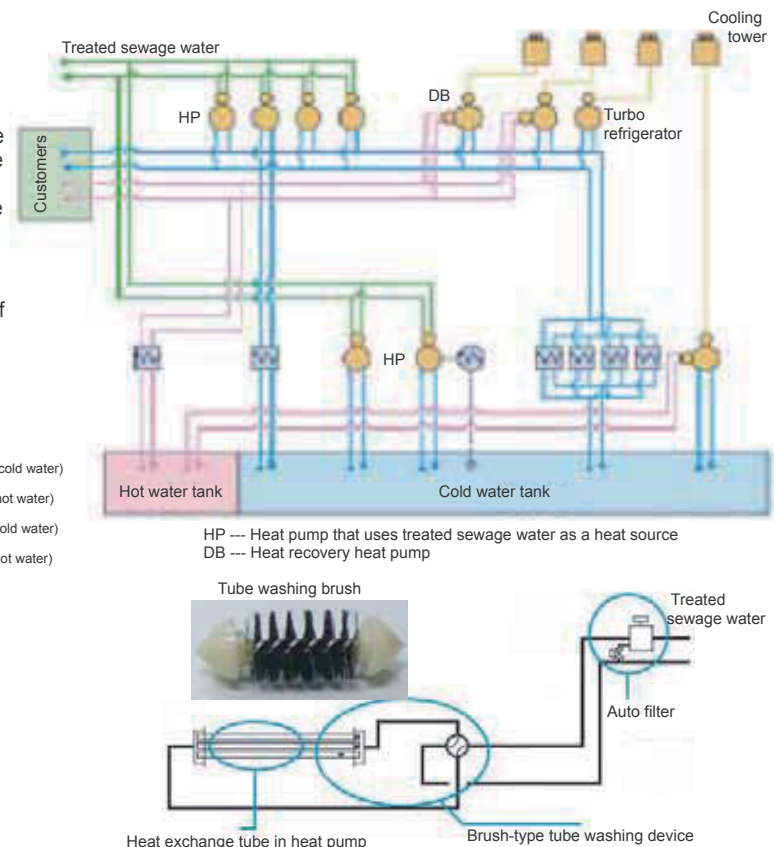 Cooling
tower
Treated sewage water
DB
HP
Turbo
refrigerator
Customers
HP
cold water)
Hot water tank
Cold water tank
HP --- Heat pump that uses treated sewage water as a heat source
DB --- Heat recovery heat pump
Tube washing brush
Treated
sewage water
Auto filter
Heat exchange tube in heat pump
Brush-type tube washing device